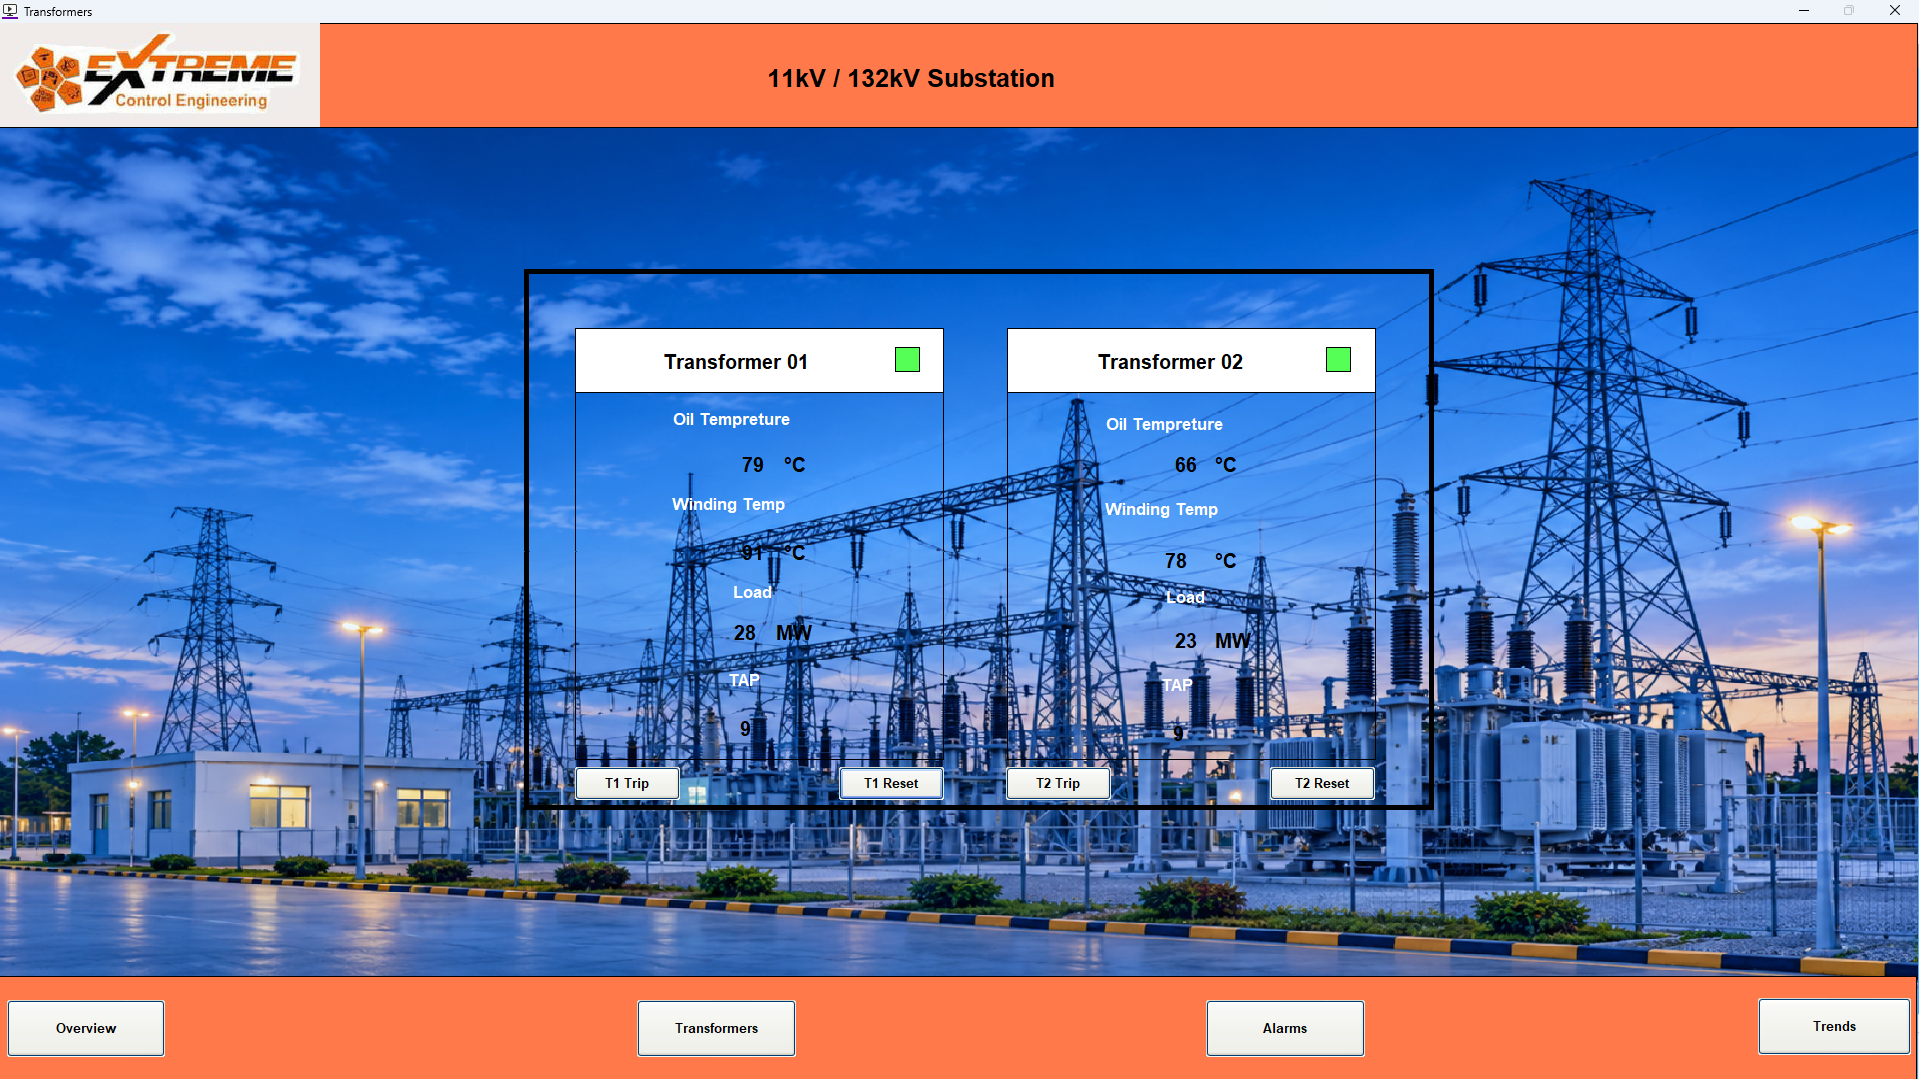 Transformers
EXTREME
Control Engineering
11kV / 132kV Substation
Transformer 01
Oil Tempreture
79 °C
Winding Temp
91 °C
Load
28 MW
TAP
9
T1 Trip
T1 Reset
Transformer 02
Oil Tempreture
66 °C
Winding Temp
78 °C
Load
23 MW
TAP
9
T2 Trip
T2 Reset
Overview
Transformers
Alarms
Trends